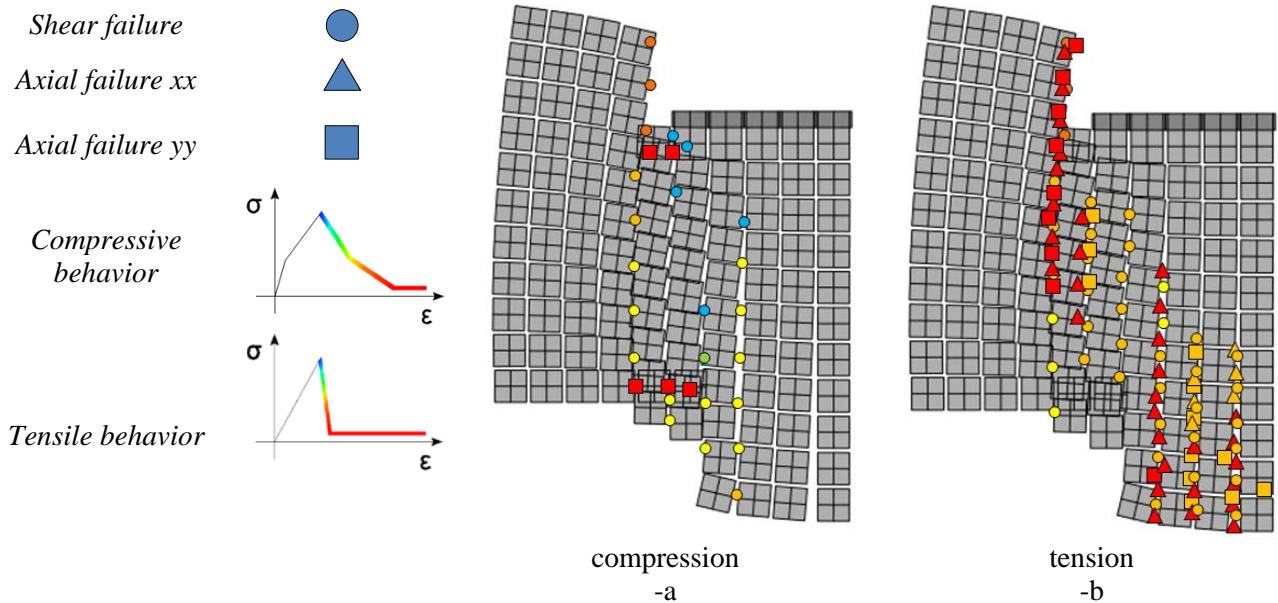 Shear failure
Axial failure xx
Axial failure yy
Compressive
behavior
σ
ε
Tensile behavior
σ
ε
compression
-a
tension
-b